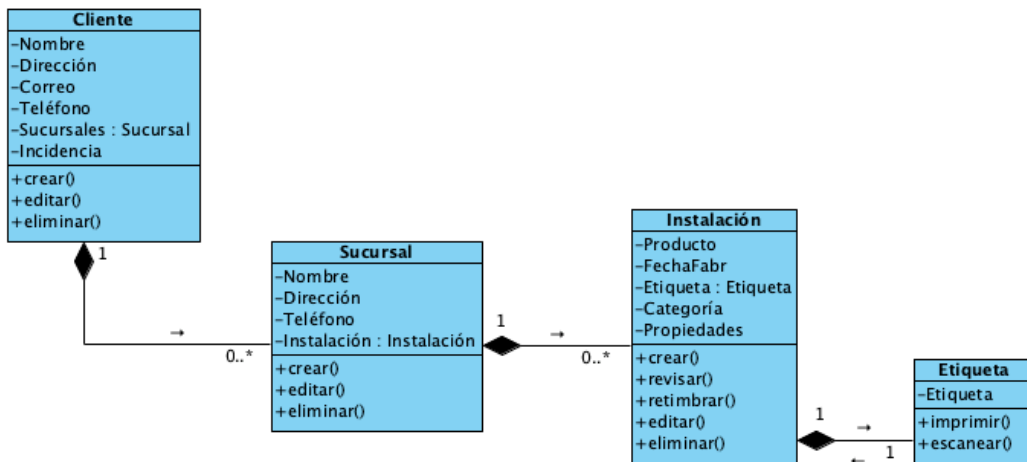 Cliente
-Nombre
-Dirección
-Correo
-Teléfono
-Sucursales : Sucursal
-Incidencia
+crear()
+editar()
+eliminar()
1
0..*
Sucursal
-Nombre
-Dirección
-Teléfono
-Instalación : Instalación
+crear()
+editar()
+eliminar()
1
0..*
Instalación
-Producto
-FechaFabr
-Etiqueta : Etiqueta
-Categoría
-Propiedades
+crear()
+revisar()
+retimbrar()
+editar()
+eliminar()
1
1
Etiqueta
-Etiqueta
+imprimir()
+escanear()